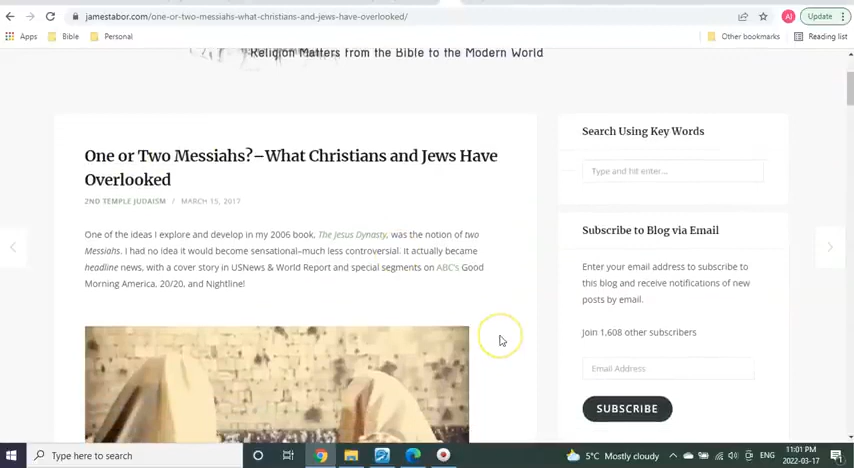 jamestabor.com/one-or-two-messiahs-what-christians-and-jews-have-overlooked/
AI
Update
Apps
Bible
Personal
Other bookmarks
Reading list
Religion Matters from the Bible to the Modern World
One or Two Messiahs?–What Christians and Jews Have
Overlooked
2ND TEMPLE JUDAISM / MARCH 15, 2017
One of the ideas I explore and develop in my 2006 book, The Jesus Dynasty, was the notion of two
Messiahs. I had no idea it would become sensational–much less controversial. It actually became
headline news, with a cover story in USNews & World Report and special segments on ABC's Good
Morning America, 20/20, and Nightline!
Search Using Key Words
Type and hit enter...
Subscribe to Blog via Email
Enter your email address to subscribe to
this blog and receive notifications of new
posts by email.
Join 1,608 other subscribers
Email Address
SUBSCRIBE
Type here to search
5°C Mostly cloudy
ENG
11:01 PM
2022-03-17